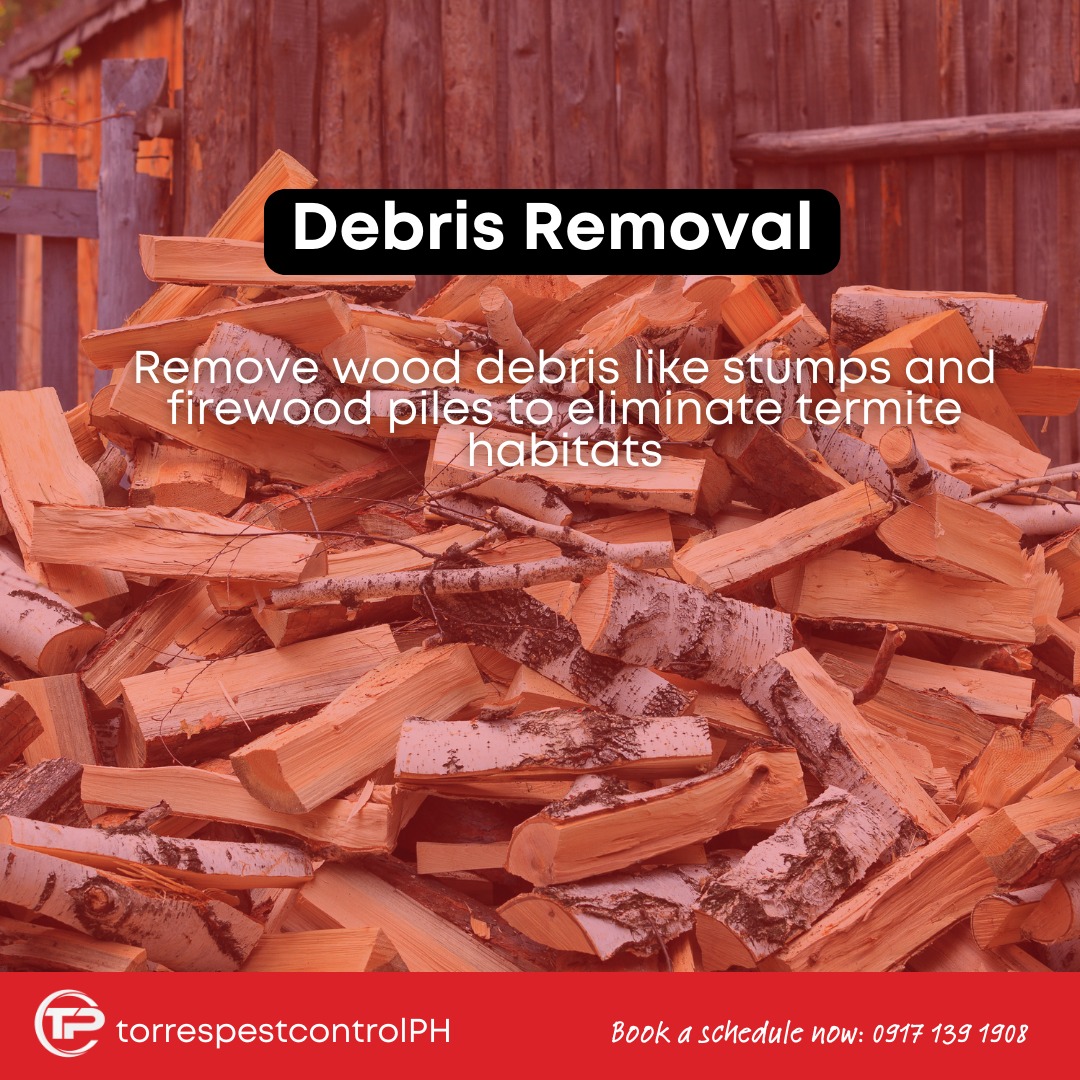 Debris Removal
Remove wood debris like stumps and
firewood piles to eliminate termite
habitats
TP torrespestcontrolPH
Book a schedule now: 0917 139 1908